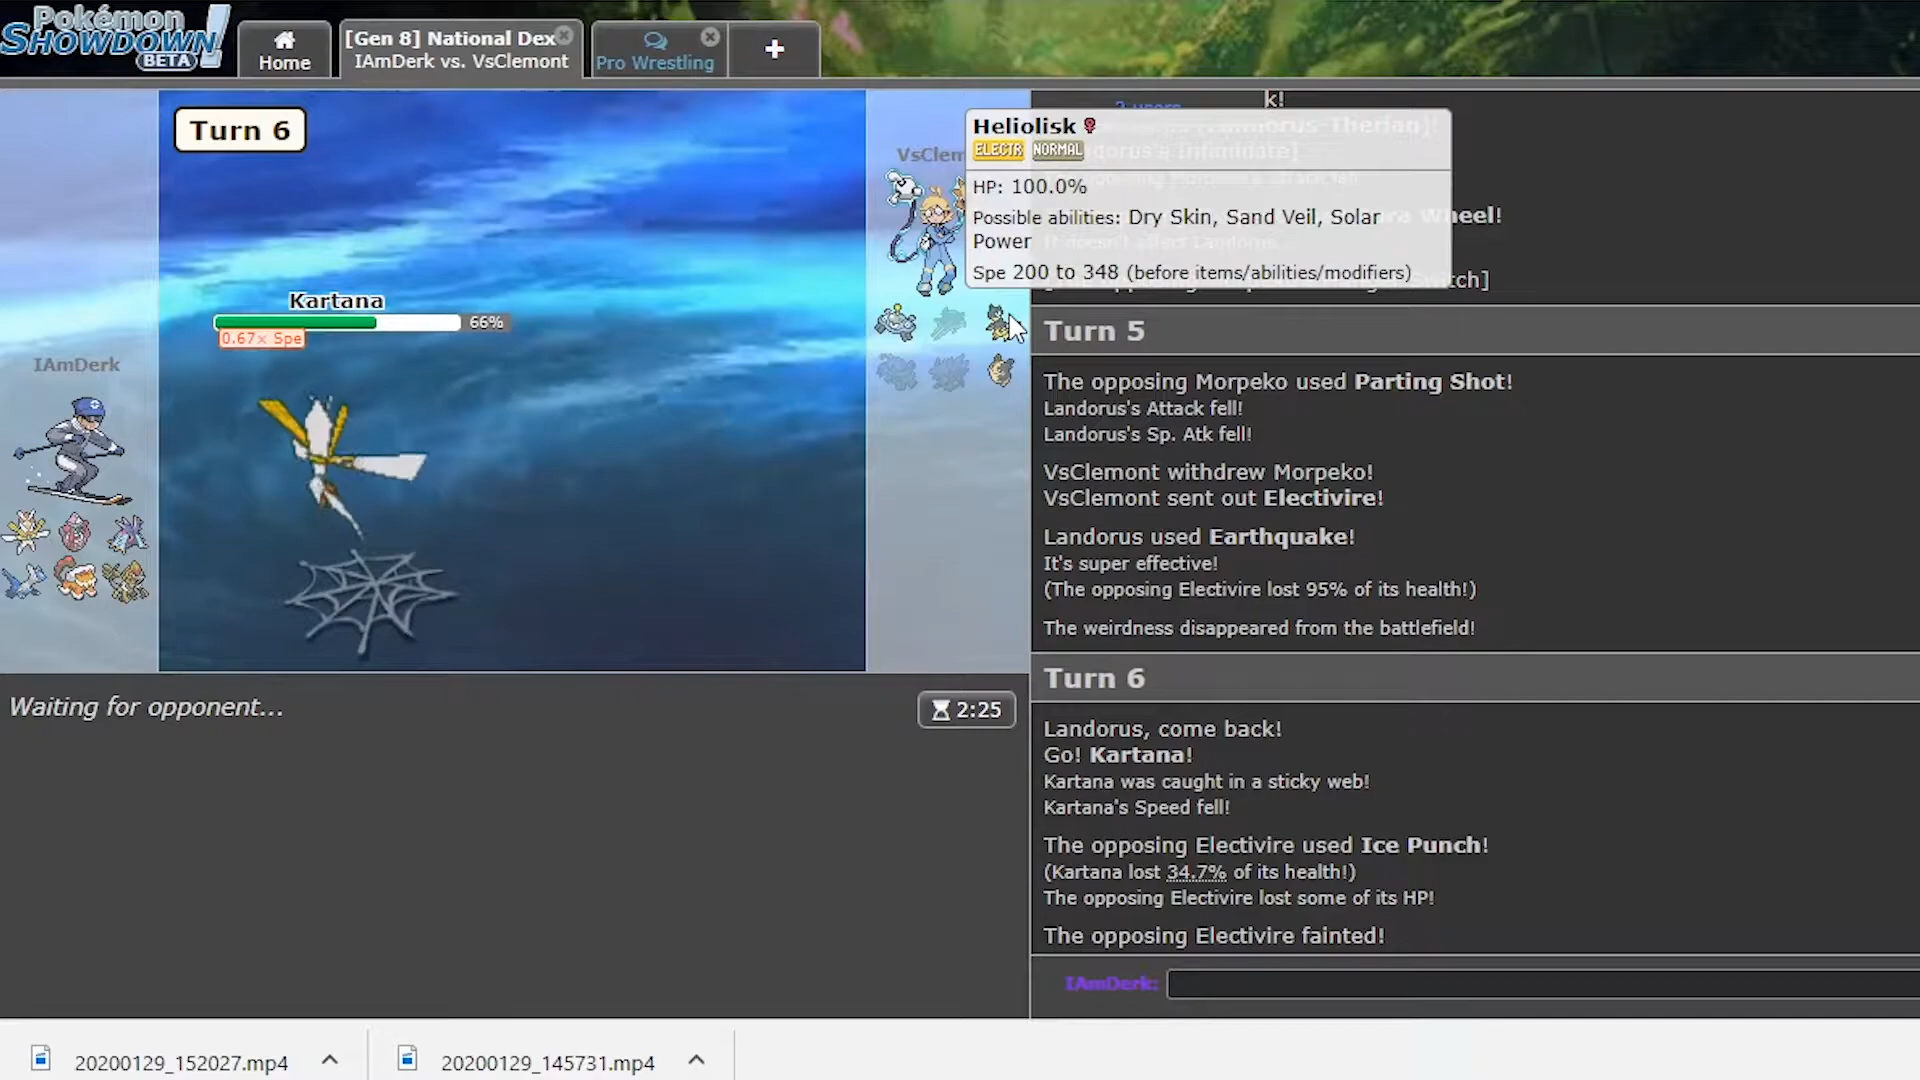 Pokémon
SHOWDOWN!
BETA
Home
[Gen 8] National Dex
IAmDerk vs. VsClemont
Pro Wrestling
+
Turn 6
Kartana
66%
0.67× Spe
IAmDerk
VsClem
Heliolisk ♀
ELECTR NORMAL
HP: 100.0%
Possible abilities: Dry Skin, Sand Veil, Solar
Power
Spe 200 to 348 (before items/abilities/modifiers)
2 users
k!
Wheel!
Turn 5
The opposing Morpeko used Parting Shot!
Landorus's Attack fell!
Landorus's Sp. Atk fell!
VsClemont withdrew Morpeko!
VsClemont sent out Electivire!
Landorus used Earthquake!
It's super effective!
(The opposing Electivire lost 95% of its health!)
The weirdness disappeared from the battlefield!
Turn 6
Landorus, come back!
Go! Kartana!
Kartana was caught in a sticky web!
Kartana's Speed fell!
The opposing Electivire used Ice Punch!
(Kartana lost 34.7% of its health!)
The opposing Electivire lost some of its HP!
The opposing Electivire fainted!
IAmDerk:
Waiting for opponent...
2:25
20200129_152027.mp4
20200129_145731.mp4